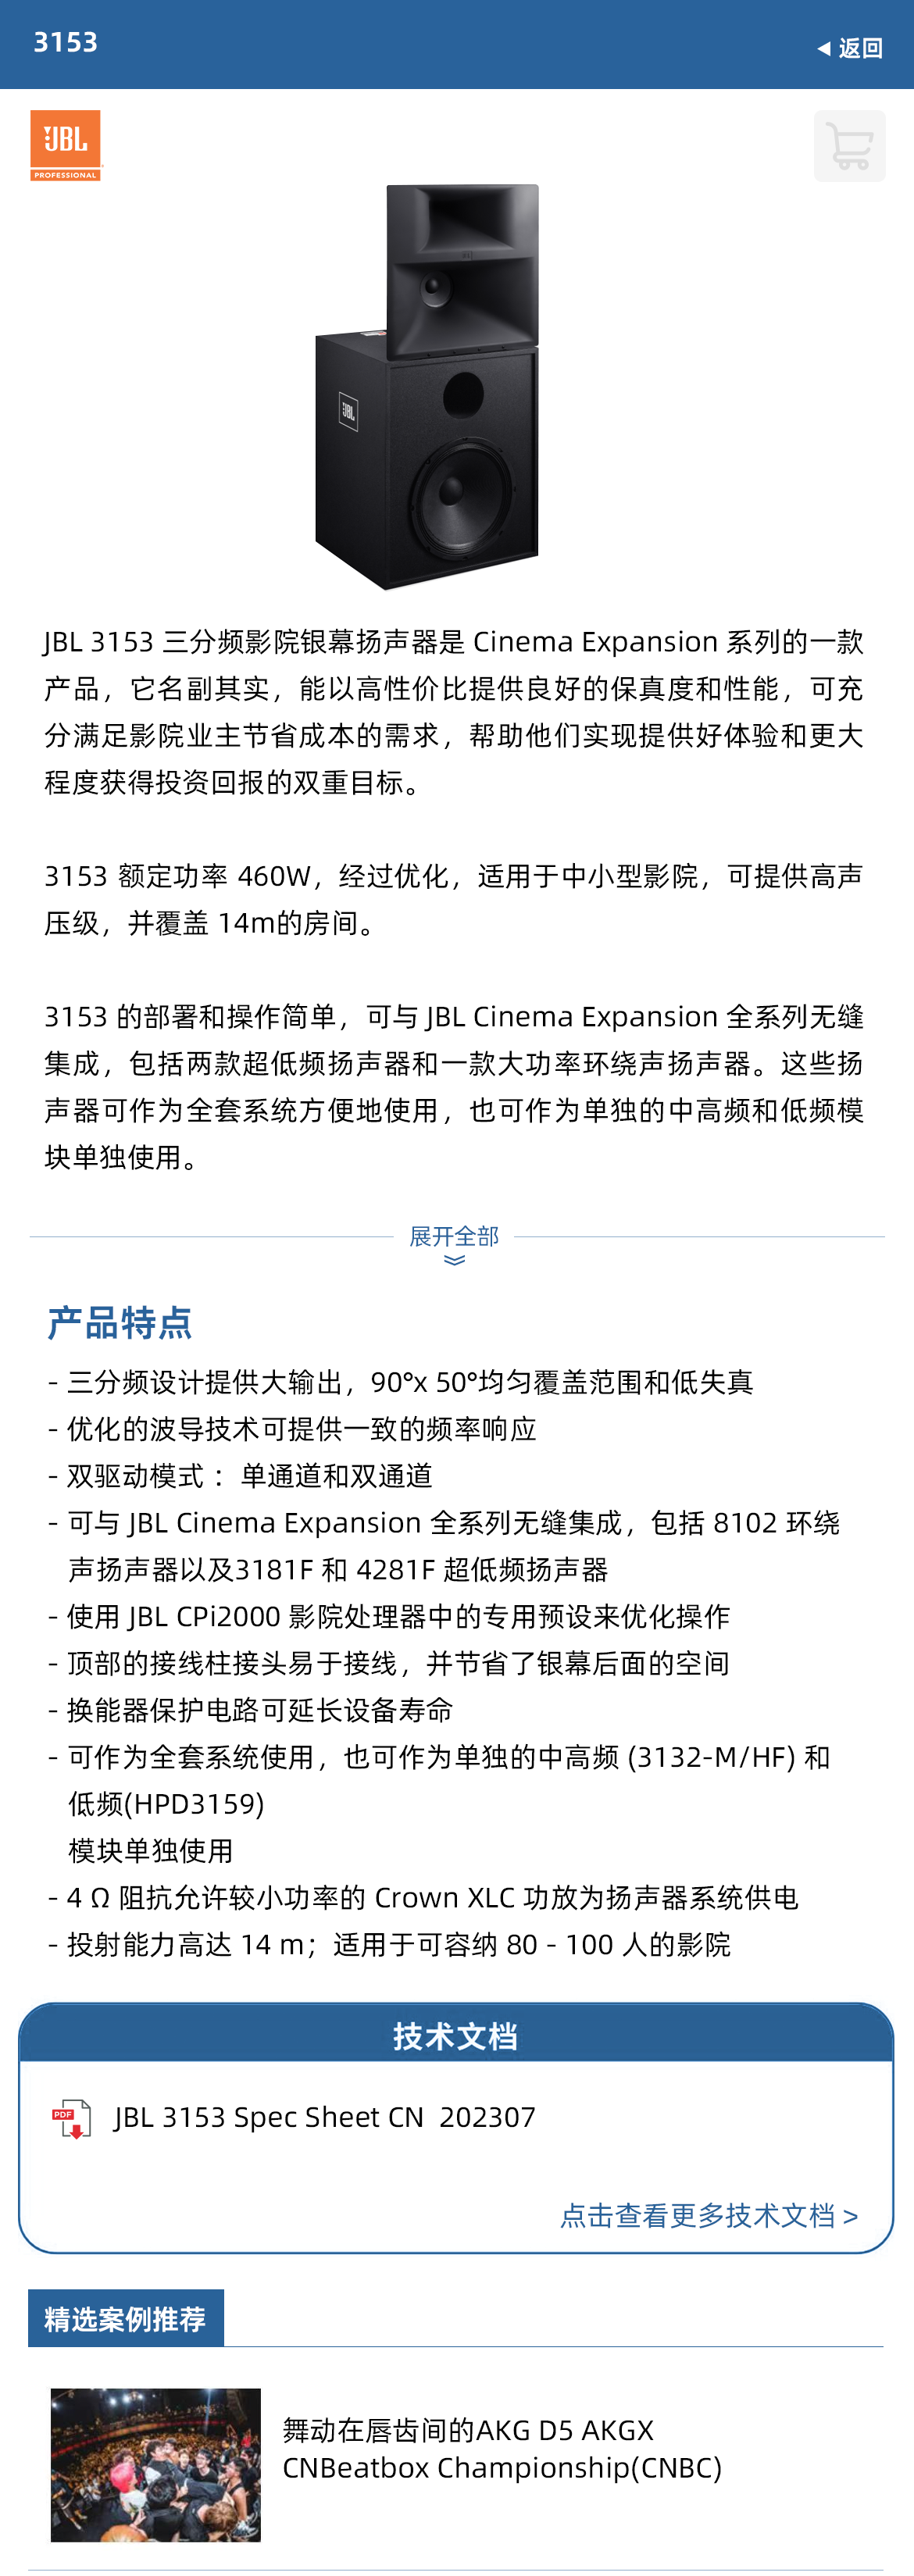 3153
返回
JBL
PROFESSIONAL
JBL
JBL 3153 三分频影院银幕扬声器是 Cinema Expansion 系列的一款
产品，它名副其实，能以高性价比提供良好的保真度和性能，可充
分满足影院业主节省成本的需求，帮助他们实现提供好体验和更大
程度获得投资回报的双重目标。
3153 额定功率 460W，经过优化，适用于中小型影院，可提供高声
压级，并覆盖 14m的房间。
3153 的部署和操作简单，可与 JBL Cinema Expansion 全系列无缝
集成，包括两款超低频扬声器和一款大功率环绕声扬声器。这些扬
声器可作为全套系统方便地使用，也可作为单独的中高频和低频模
块单独使用。
展开全部
产品特点
- 三分频设计提供大输出，90°x 50°均匀覆盖范围和低失真
- 优化的波导技术可提供一致的频率响应
- 双驱动模式 ：单通道和双通道
- 可与 JBL Cinema Expansion 全系列无缝集成，包括 8102 环绕
声扬声器以及3181F 和 4281F 超低频扬声器
- 使用 JBL CPi2000 影院处理器中的专用预设来优化操作
- 顶部的接线柱接头易于接线，并节省了银幕后面的空间
- 换能器保护电路可延长设备寿命
- 可作为全套系统使用，也可作为单独的中高频 (3132-M/HF) 和
低频(HPD3159)
模块单独使用
- 4 Ω 阻抗允许较小功率的 Crown XLC 功放为扬声器系统供电
- 投射能力高达 14 m；适用于可容纳 80 - 100 人的影院
技术文档
PDF
JBL 3153 Spec Sheet CN  202307
点击查看更多技术文档 >
精选案例推荐
舞动在唇齿间的AKG D5 AKGX
CNBeatbox Championship(CNBC)